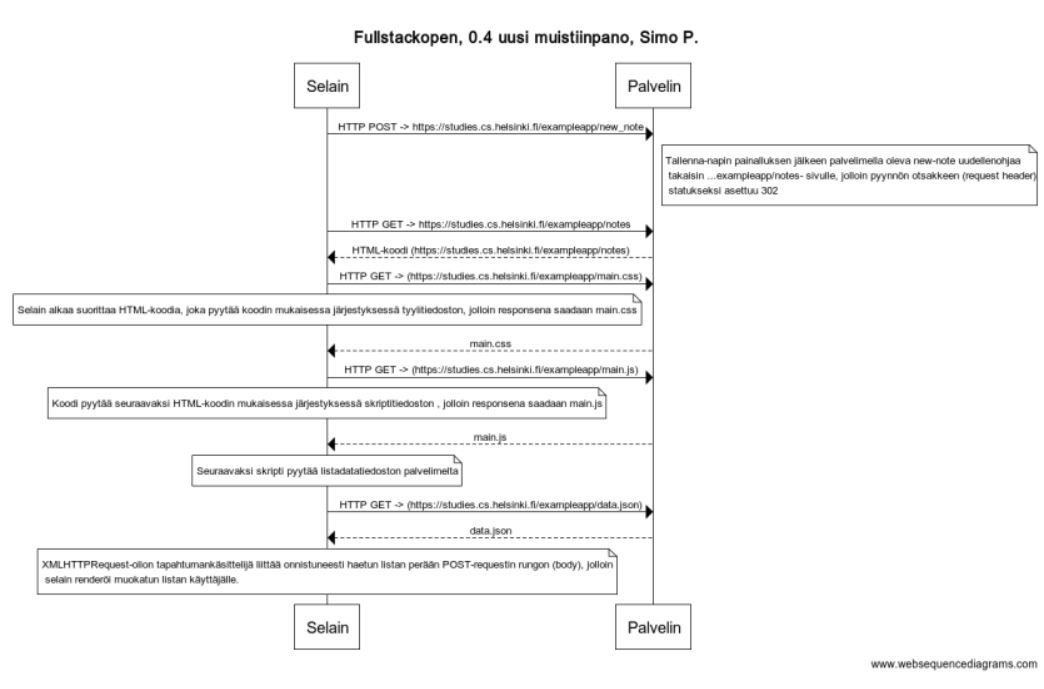 Fullstackopen, 0.4 uusi muistiinpano, Simo P.
Selain
Palvelin
HTTP POST -> https://studies.cs.helsinki.fi/exampleapp/new_note
Tallenna-napin painalluksen jälkeen palvelimella oleva new-note uudellenohjaa
takaisin ...exampleapp/notes- sivulle, jolloin pyynnön otsakkeen (request header)
statukseksi asettuu 302
HTTP GET -> https://studies.cs.helsinki.fi/exampleapp/notes
HTML-koodi (https://studies.cs.helsinki.fi/exampleapp/notes)
HTTP GET -> (https://studies.cs.helsinki.fi/exampleapp/main.css)
Selain alkaa suorittaa HTML-koodia, joka pyytää koodin mukaisessa järjestyksessä tyylitiedoston, jolloin responsena saadaan main.css
main.css
HTTP GET -> (https://studies.cs.helsinki.fi/exampleapp/main.js)
Koodi pyytää seuraavaksi HTML-koodin mukaisessa järjestyksessä skriptitiedoston , jolloin responsena saadaan main.js
main.js
Seuraavaksi skripti pyytää listadatatiedoston palvelimelta
HTTP GET -> (https://studies.cs.helsinki.fi/exampleapp/data.json)
data.json
XMLHTTPRequest-olion tapahtumankäsittelijä liittää onnistuneesti haetun listan perään POST-requestin rungon (body), jolloin
selain renderöi muokatun listan käyttäjälle.
Selain
Palvelin
www.websequencediagrams.com